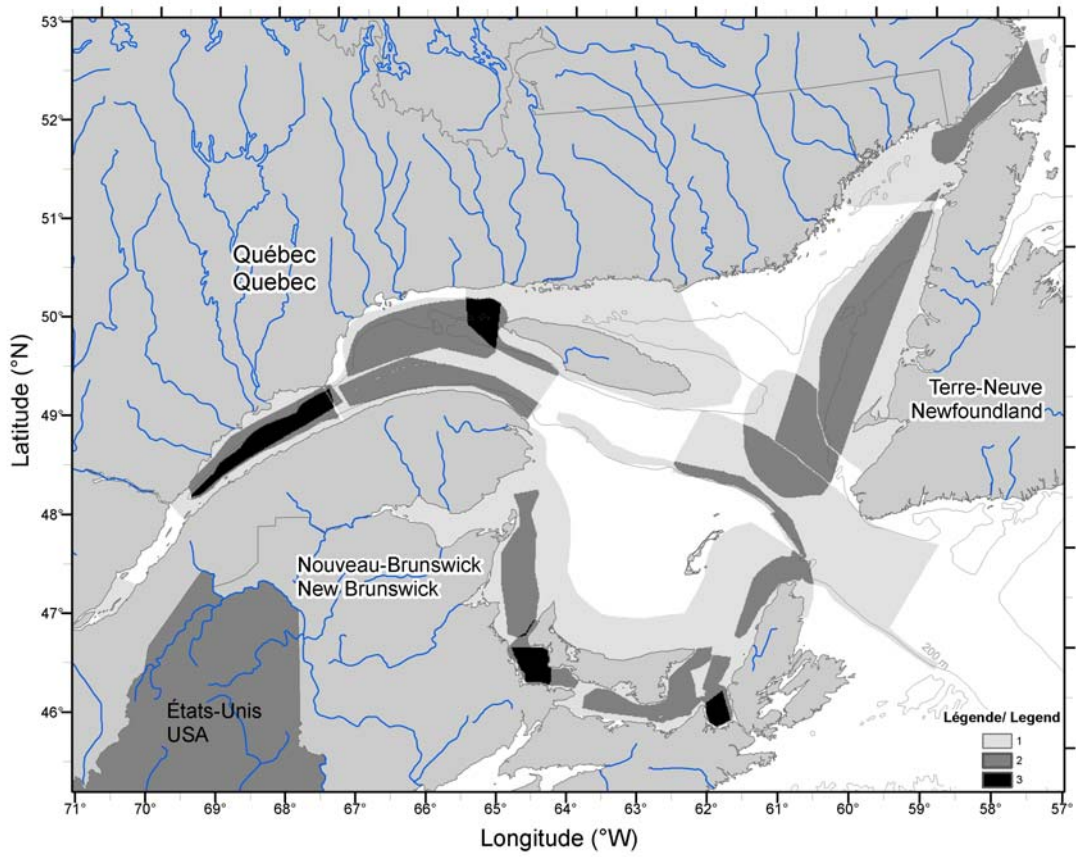 53°
52°
51°
50°
49°
48°
47°
46°
Latitude (°N)
Québec
Quebec
Terre-Neuve
Newfoundland
Nouveau-Brunswick
New Brunswick
États-Unis
USA
200 m
Légende/ Legend
1
2
3
71° 70° 69° 68° 67° 66° 65° 64° 63° 62° 61° 60° 59° 58° 57°
Longitude (°W)